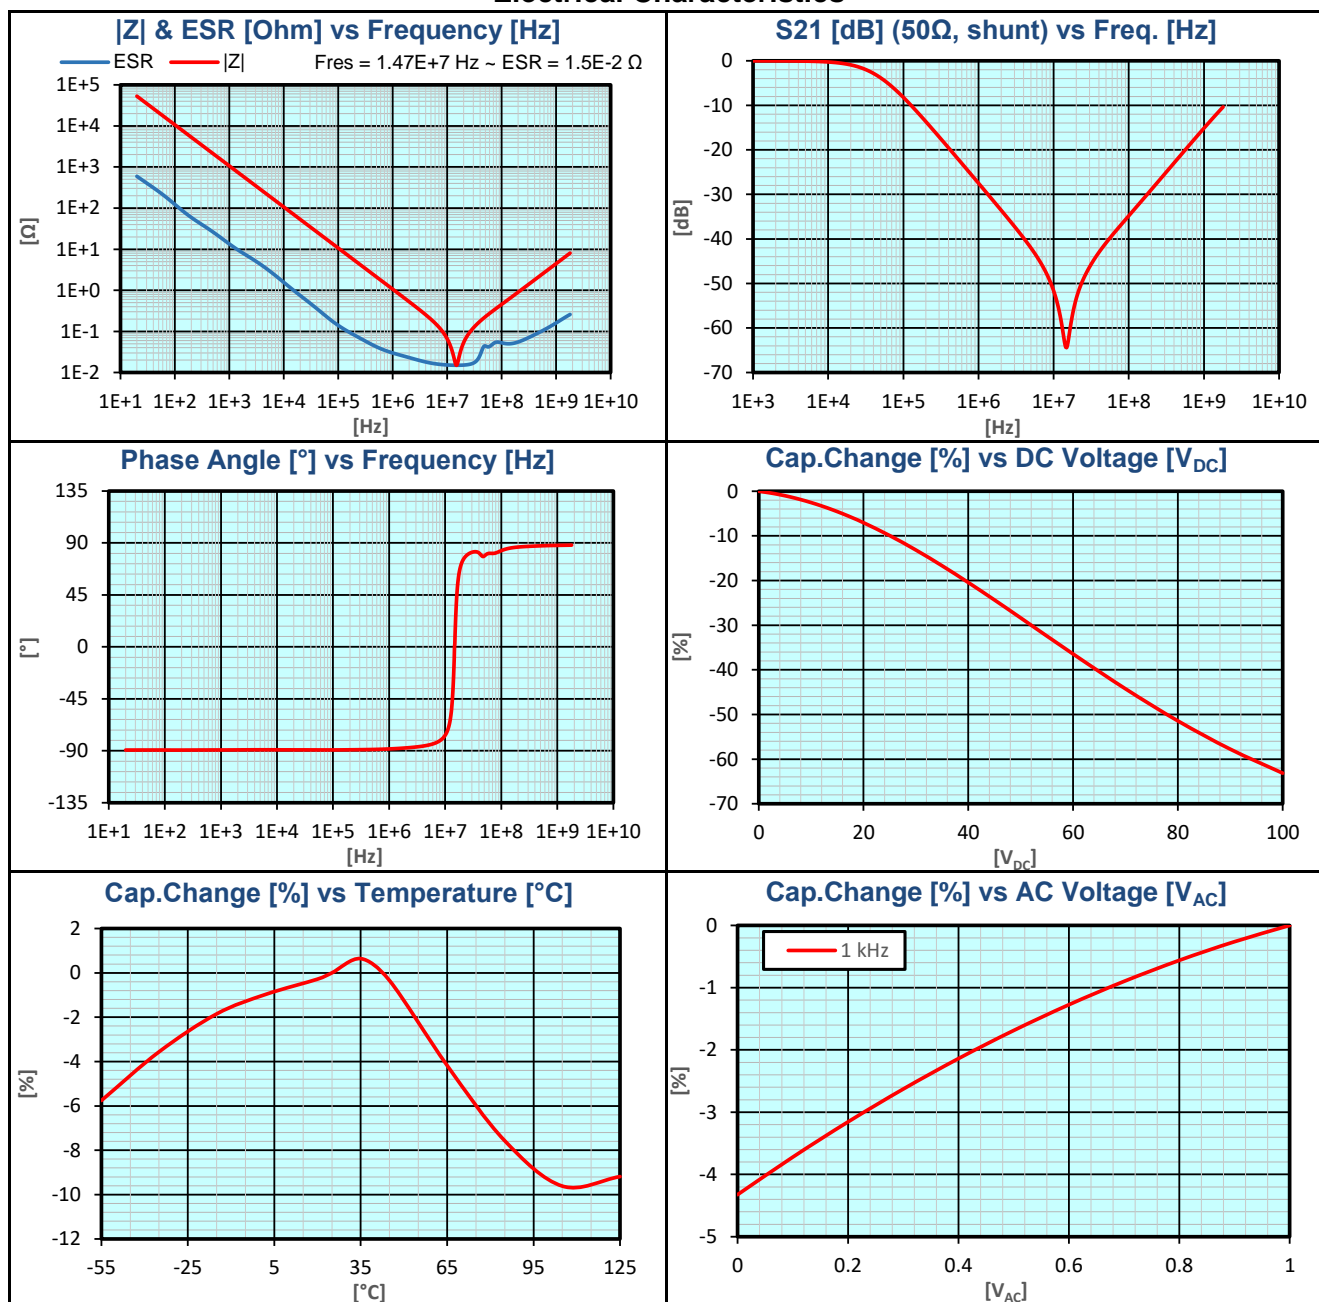 Electrical Characteristics
|Z| & ESR [Ohm] vs Frequency [Hz]
ESR |Z| Fres = 1.47E+7 Hz ~ ESR = 1.5E-2 Ω
1E+5
1E+4
1E+3
1E+2
1E+1
1E+0
1E-1
1E-2
[Ω]
1E+1 1E+2 1E+3 1E+4 1E+5 1E+6 1E+7 1E+8 1E+9 1E+10
[Hz]
S21 [dB] (50Ω, shunt) vs Freq. [Hz]
0
-10
-20
-30
-40
-50
-60
-70
[dB]
1E+3 1E+4 1E+5 1E+6 1E+7 1E+8 1E+9 1E+10
[Hz]
Phase Angle [°] vs Frequency [Hz]
135
90
45
0
-45
-90
-135
[°]
1E+1 1E+2 1E+3 1E+4 1E+5 1E+6 1E+7 1E+8 1E+9 1E+10
[Hz]
Cap.Change [%] vs DC Voltage [VDC]
0
-10
-20
-30
-40
-50
-60
-70
[%]
0 20 40 60 80 100
[VDC]
Cap.Change [%] vs Temperature [°C]
2
0
-2
-4
-6
-8
-10
-12
[%]
-55 -25 5 35 65 95 125
[°C]
Cap.Change [%] vs AC Voltage [VAC]
1 kHz
0
-1
-2
-3
-4
-5
[%]
0 0.2 0.4 0.6 0.8 1
[VAC]